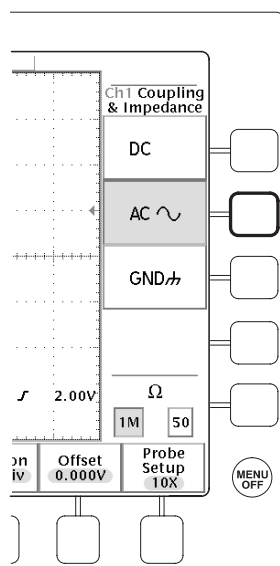 Ch1 Coupling
& Impedance
DC
AC
GND
2.00V
Ω
1M 50
Offset
0.000V
Probe
Setup
10X
MENU
OFF